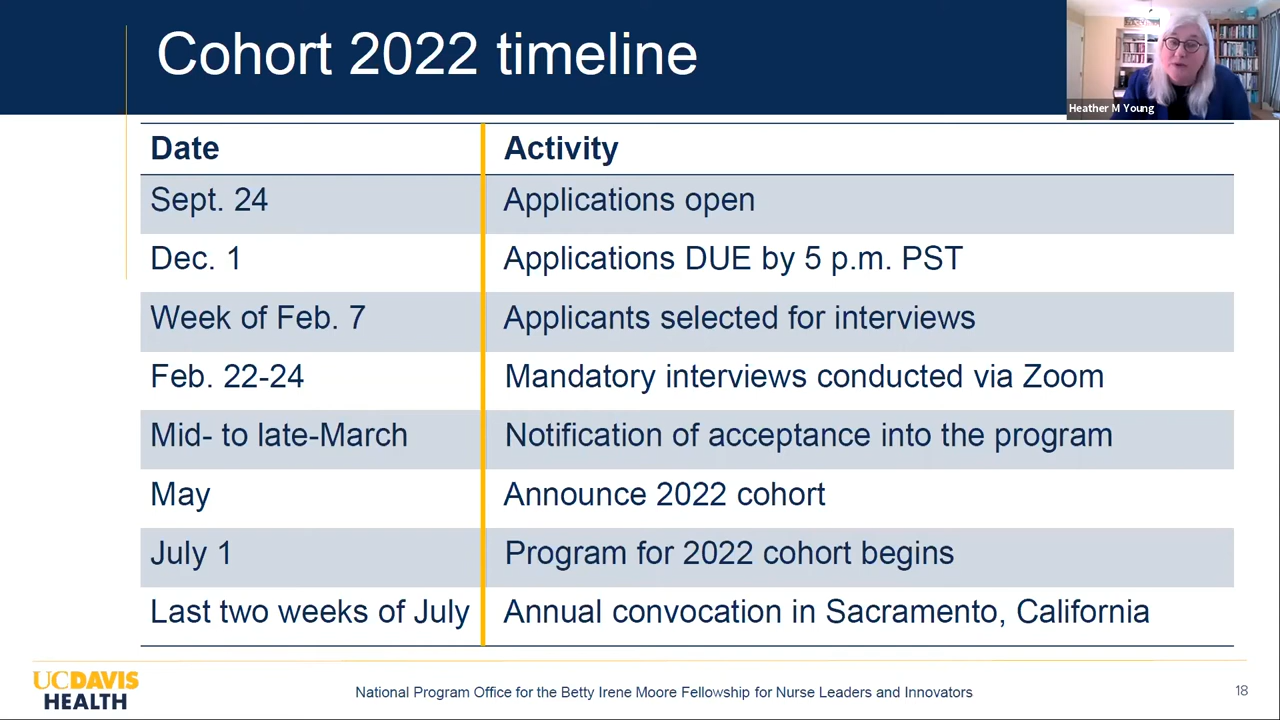 Cohort 2022 timeline
Heather M Young
Date Activity
Sept. 24 Applications open
Dec. 1 Applications DUE by 5 p.m. PST
Week of Feb. 7 Applicants selected for interviews
Feb. 22-24 Mandatory interviews conducted via Zoom
Mid- to late-March Notification of acceptance into the program
May Announce 2022 cohort
July 1 Program for 2022 cohort begins
Last two weeks of July Annual convocation in Sacramento, California
UCDAVIS
HEALTH
National Program Office for the Betty Irene Moore Fellowship for Nurse Leaders and Innovators
18